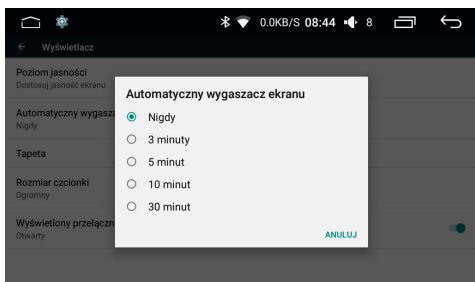 0.0KB/S 08:44 8
Wyświetlacz
Poziom jasności
Dostosuj jasność ekranu
Automatyczny wygasza
Nigdy
Tapeta
Rozmiar czcionki
Ogromny
Wyświetlony przełączn
Otwarty
Automatyczny wygaszacz ekranu
Nigdy
3 minuty
5 minut
10 minut
30 minut
ANULUJ